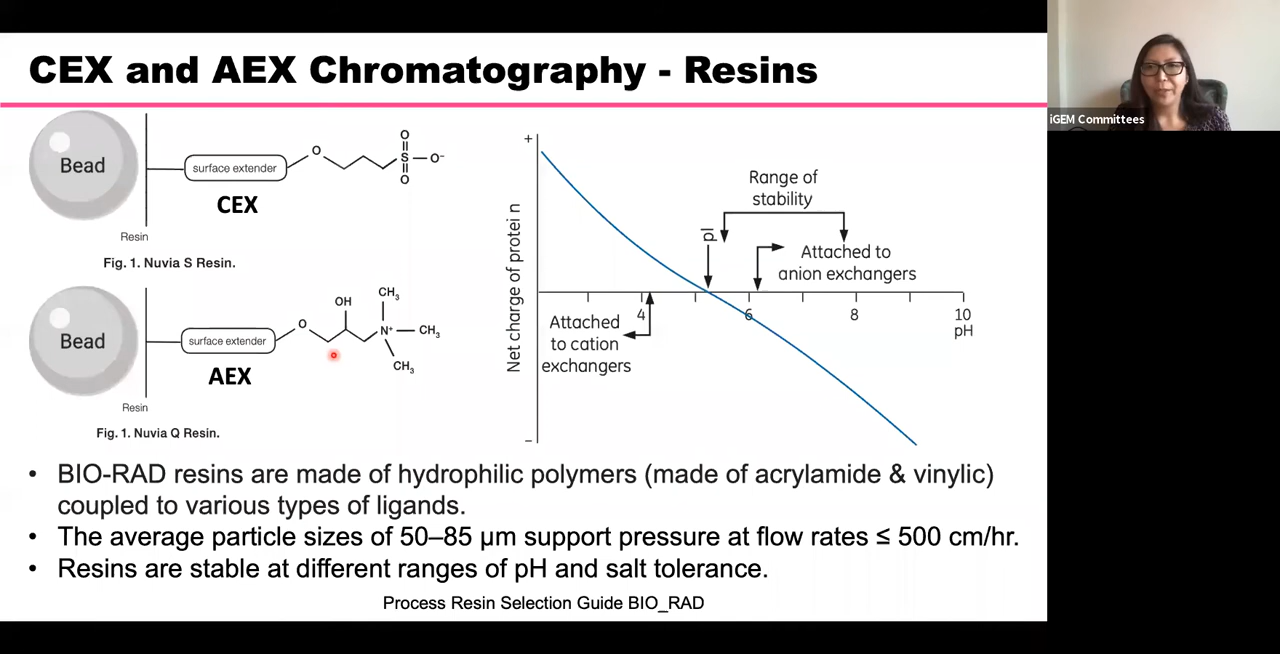 CEX and AEX Chromatography - Resins
iGEM Committees
Bead
surface extender
O
O
S
O-
O
CEX
Resin
Fig. 1. Nuvia S Resin.
Bead
surface extender
O
OH
CH3
N+
CH3
CH3
AEX
Resin
Fig. 1. Nuvia Q Resin.
+
Net charge of protei n
–
Range of
stability
pI
Attached to
anion exchangers
Attached
to cation
exchangers
4
6
8
10
pH
• BIO-RAD resins are made of hydrophilic polymers (made of acrylamide & vinylic)
coupled to various types of ligands.
• The average particle sizes of 50–85 µm support pressure at flow rates ≤ 500 cm/hr.
• Resins are stable at different ranges of pH and salt tolerance.
Process Resin Selection Guide BIO_RAD